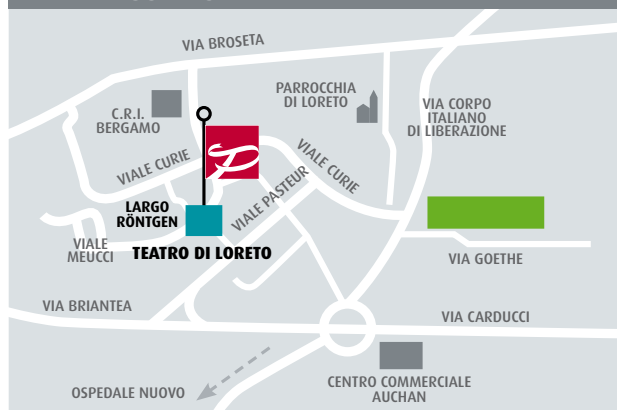 VIA BROSETA
PARROCCHIA
DI LORETO
VIA CORPO
ITALIANO
DI LIBERAZIONE
C.R.I.
BERGAMO
VIALE CURIE
VIALE CURIE
VIALE PASTEUR
LARGO
RÖNTGEN
VIALE
MEUCCI
TEATRO DI LORETO
VIA GOETHE
VIA BRIANTEA
VIA CARDUCCI
OSPEDALE NUOVO
CENTRO COMMERCIALE
AUCHAN